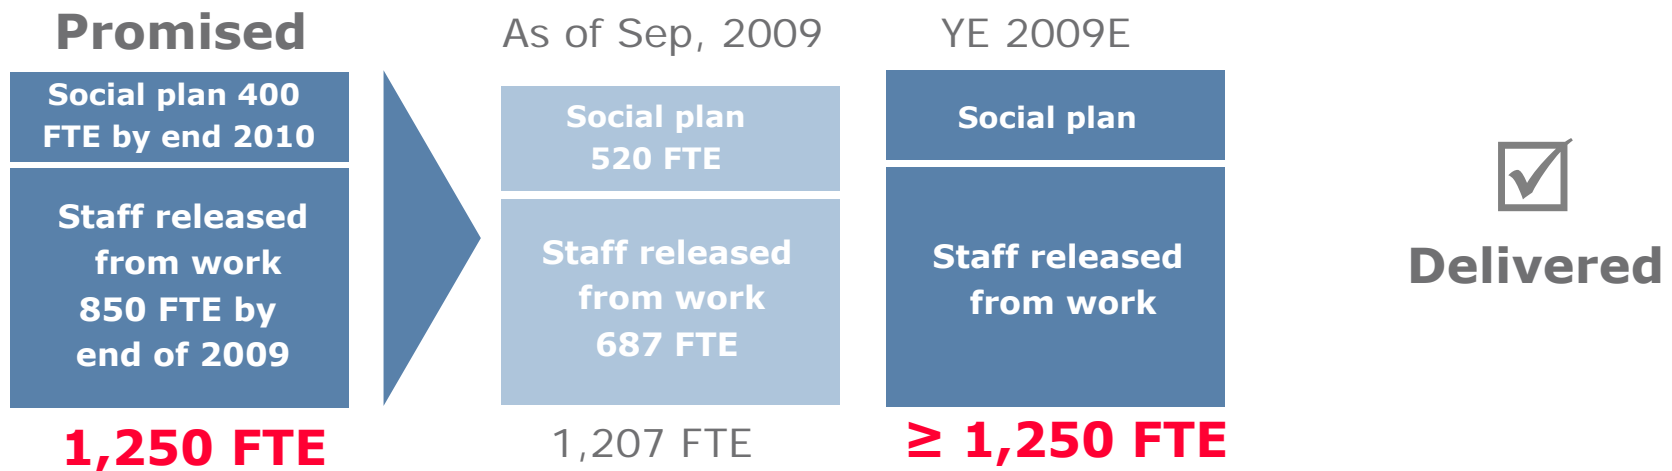 Promised
Social plan 400
FTE by end 2010
Staff released
from work
850 FTE by
end of 2009
1,250 FTE
As of Sep, 2009
Social plan
520 FTE
Staff released
from work
687 FTE
1,207 FTE
YE 2009E
Social plan
Staff released
from work
≥ 1,250 FTE
Delivered